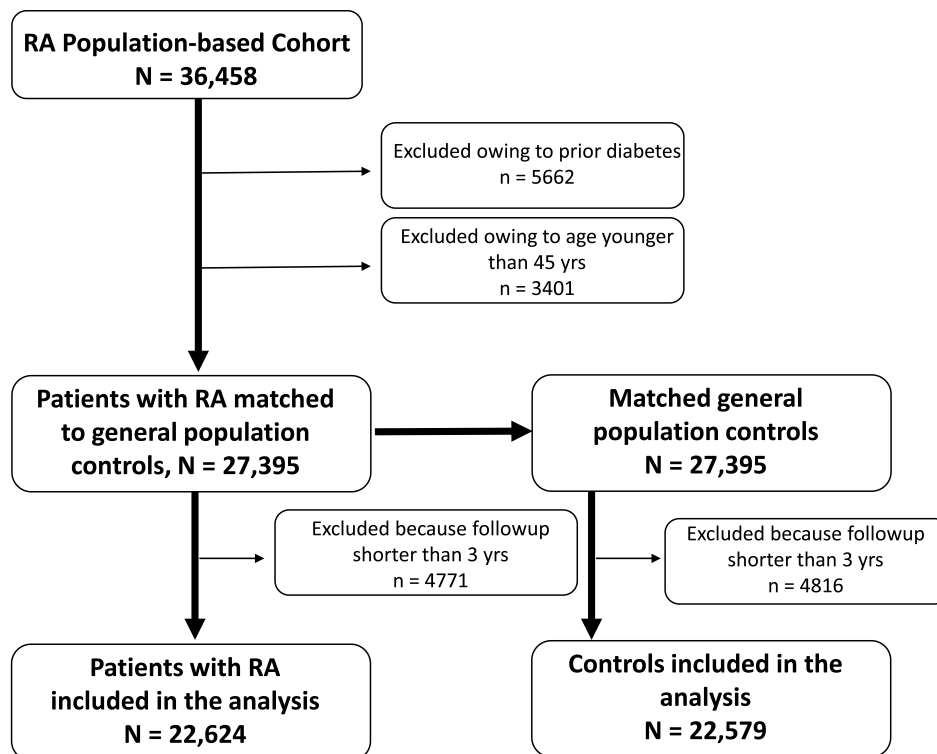 RA Population-based Cohort
N = 36,458
Excluded owing to prior diabetes
n = 5662
Excluded owing to age younger
than 45 yrs
n = 3401
Patients with RA matched
to general population
controls, N = 27,395
Matched general
population controls
N = 27,395
Excluded because followup
shorter than 3 yrs
n = 4771
Excluded because followup
shorter than 3 yrs
n = 4816
Patients with RA
included in the analysis
N = 22,624
Controls included in the
analysis
N = 22,579